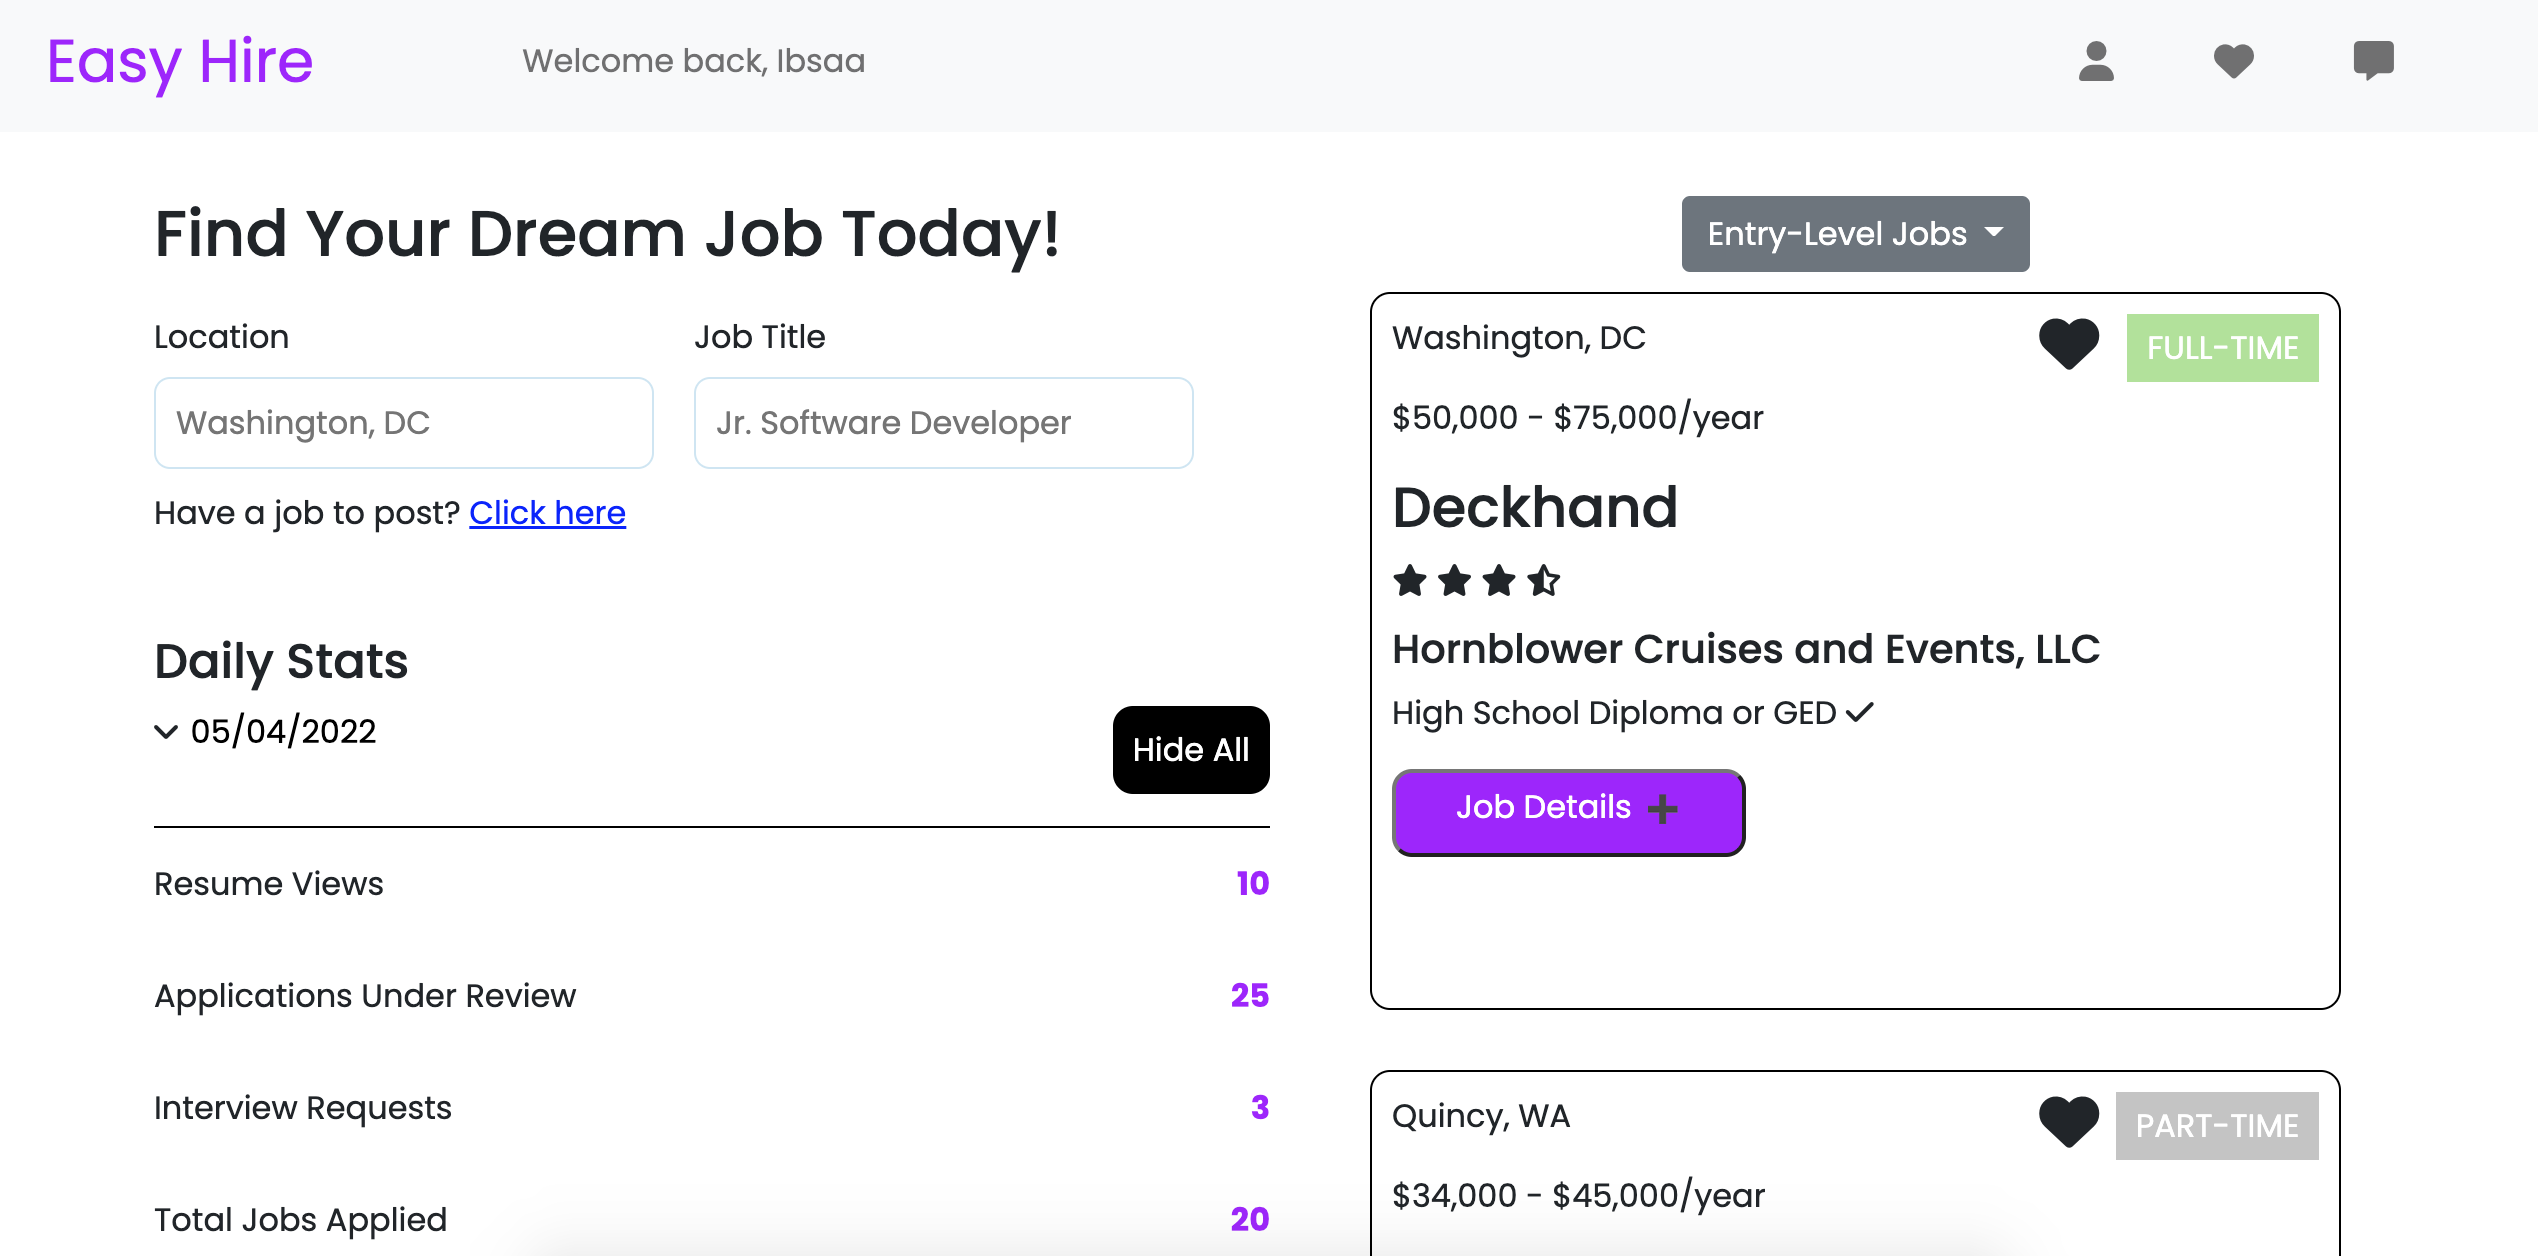 Easy Hire
Welcome back, Ibsaa
Find Your Dream Job Today!
Location
Job Title
Washington, DC
Jr. Software Developer
Have a job to post? Click here
Daily Stats
05/04/2022
Hide All
Resume Views 10
Applications Under Review 25
Interview Requests 3
Total Jobs Applied 20
Entry-Level Jobs
Washington, DC
FULL-TIME
$50,000 - $75,000/year
Deckhand
Hornblower Cruises and Events, LLC
High School Diploma or GED
Job Details
Quincy, WA
PART-TIME
$34,000 - $45,000/year